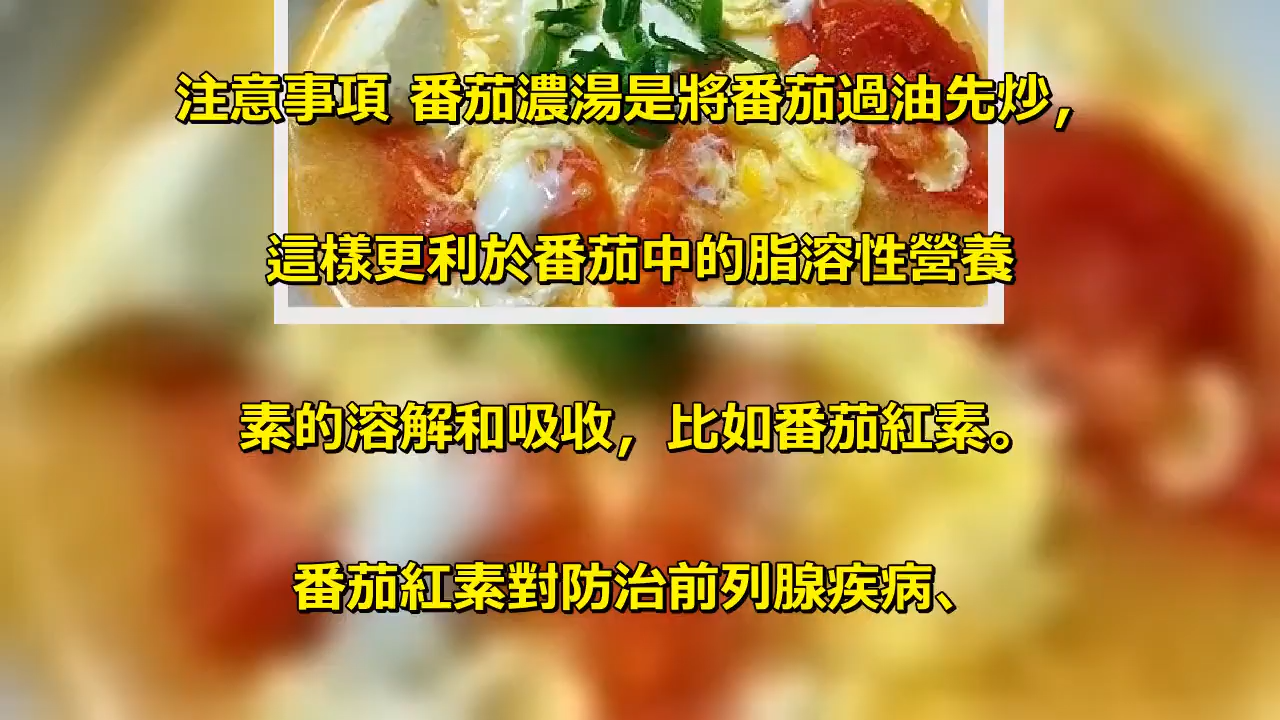 注意事項 番茄濃湯是將番茄過油先炒，
這樣更利於番茄中的脂溶性營養
素的溶解和吸收，比如番茄紅素。
番茄紅素對防治前列腺疾病、